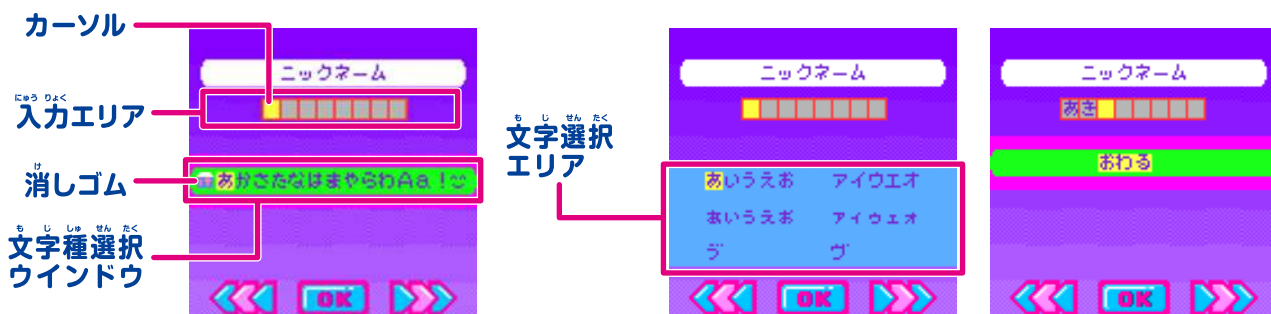 カーソル
にゅうりょく
入力エリア
け
消しゴム
もじしゅせんたく
文字種選択
ウインドウ
ニックネーム
あかさたなはまやらわAa!
OK
もじせんたく
文字選択
エリア
ニックネーム
あいうえお アイウエオ
ぁぃぅぇぉ ァィゥェォ
ゔ ヴ
OK
ニックネーム
あき
おわる
OK